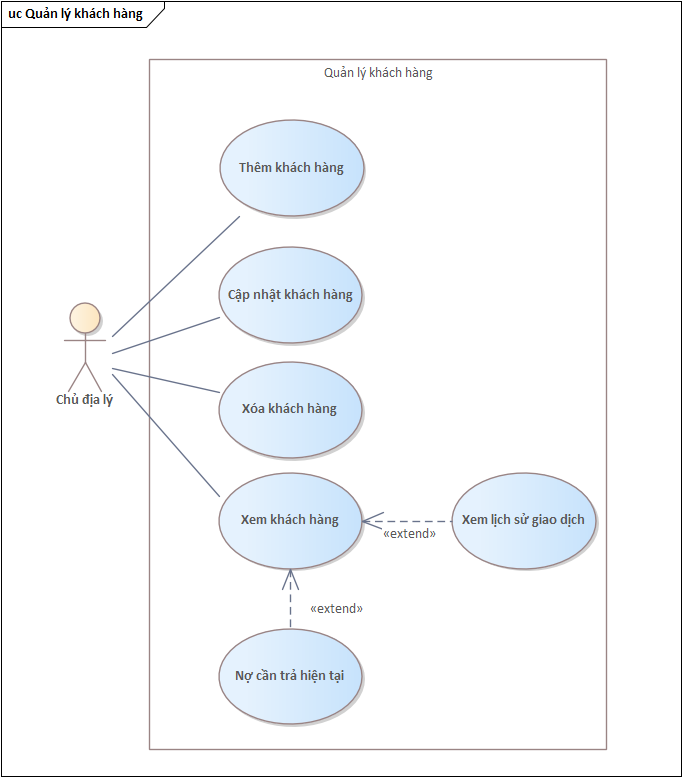 uc Quản lý khách hàng
Quản lý khách hàng
Thêm khách hàng
Cập nhật khách hàng
Chủ địa lý
Xóa khách hàng
Xem khách hàng
Xem lịch sử giao dịch
«extend»
«extend»
Nợ cần trả hiện tại